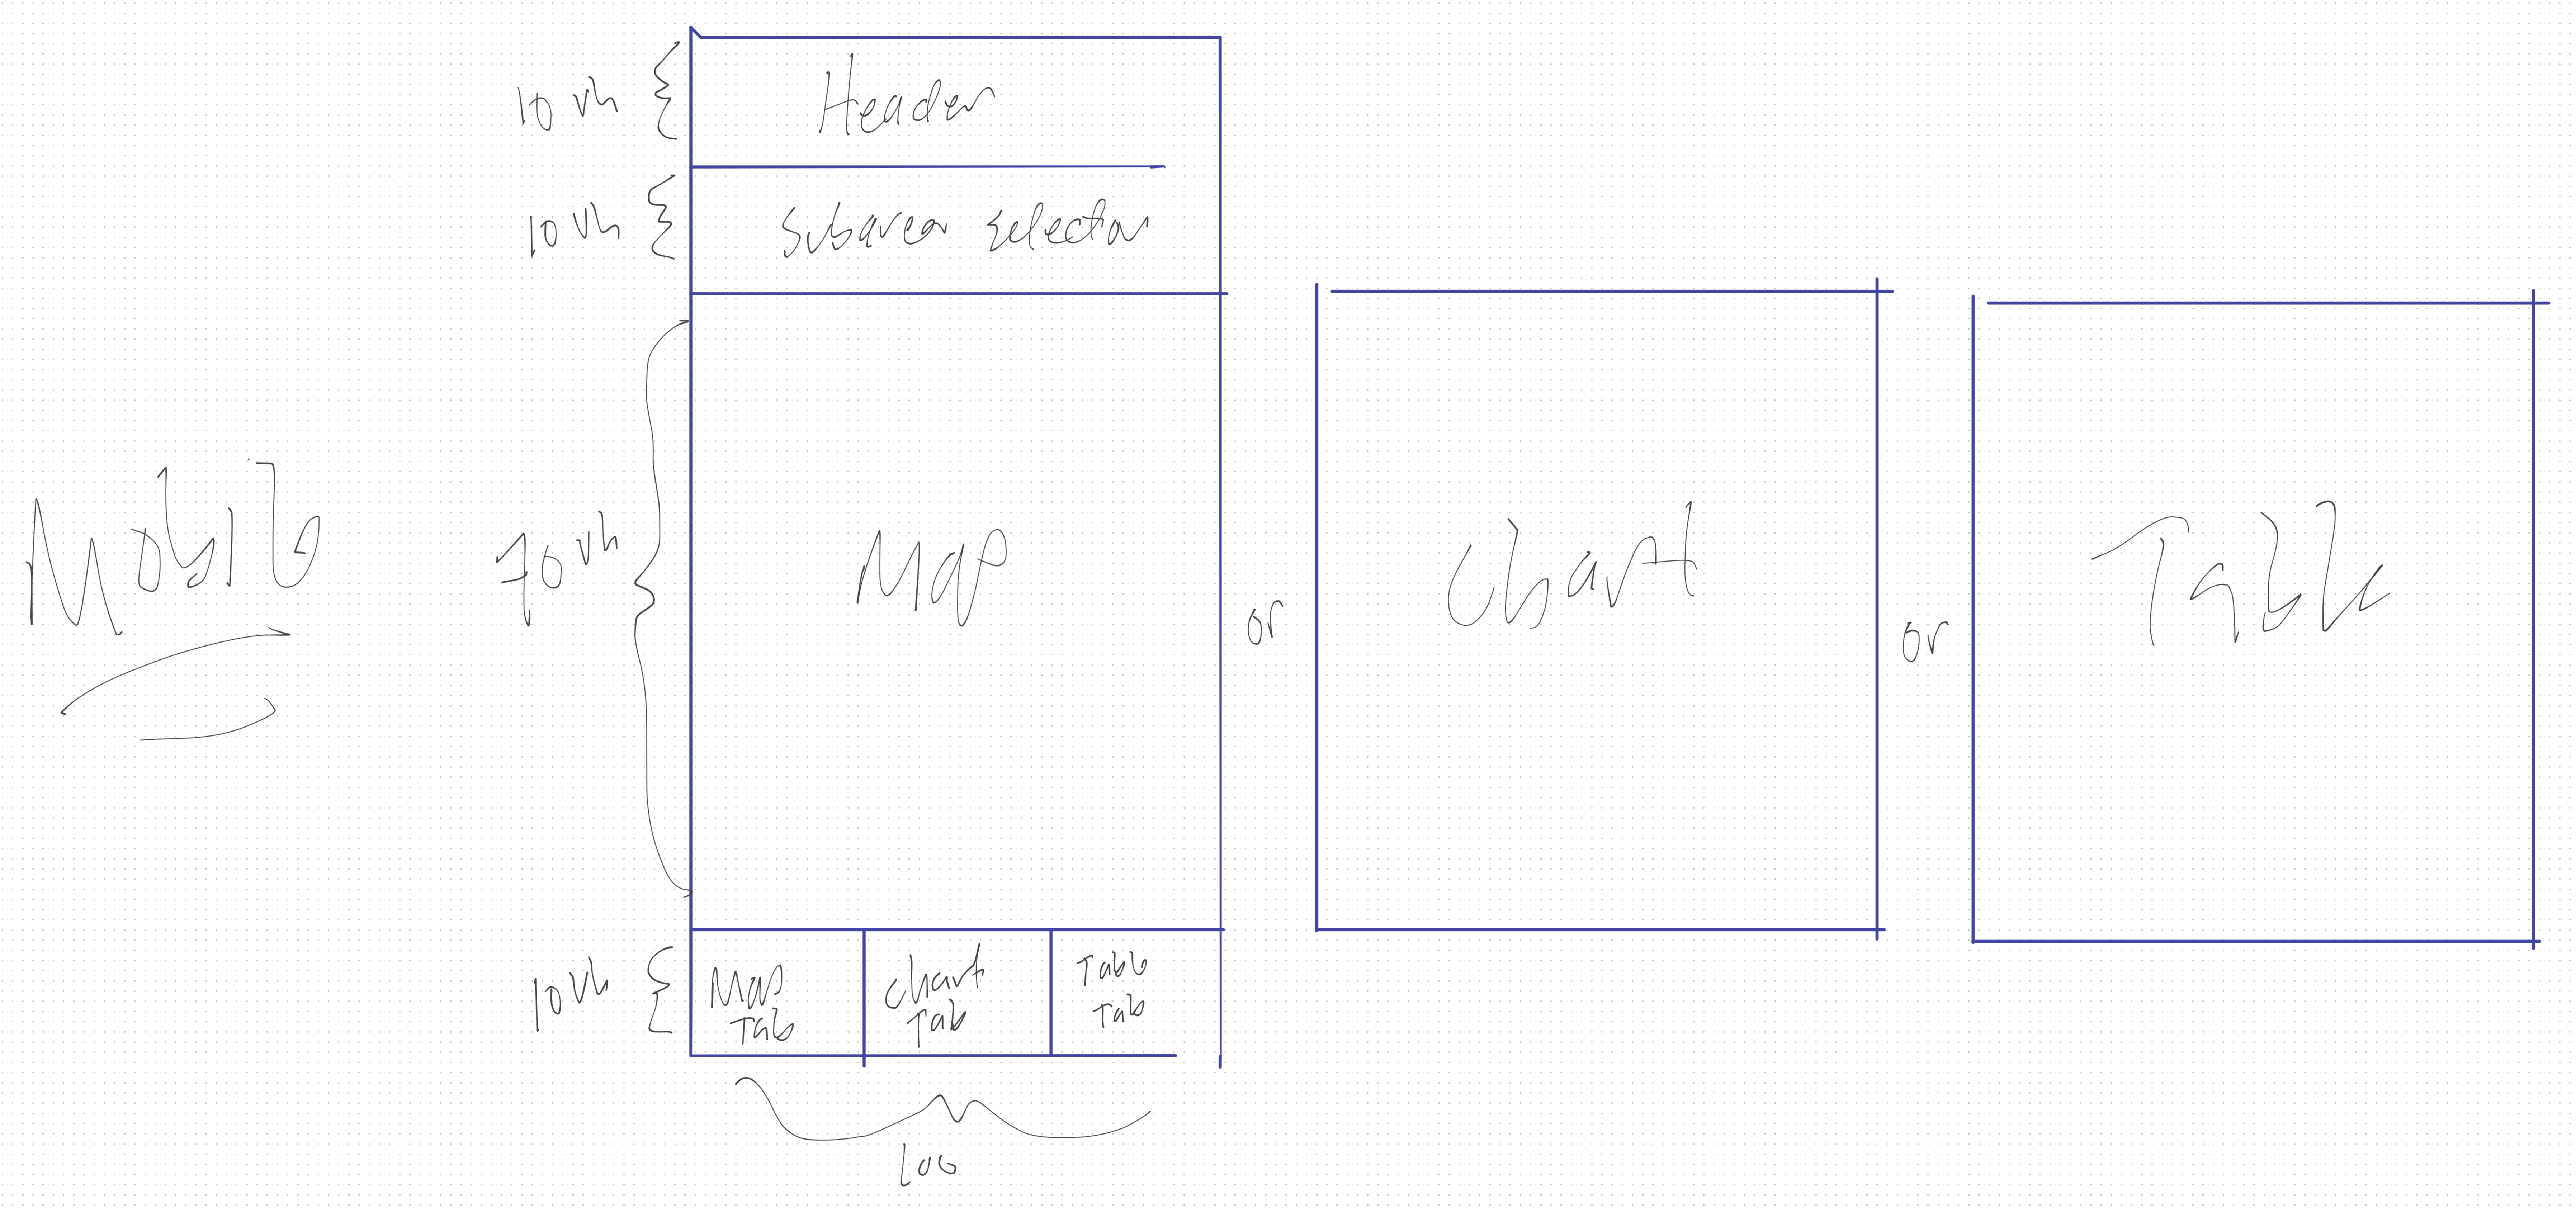 10 vh
Header
10 vh
Subarea selector
Mobile
70 vh
Map
or
Chart
or
Table
10 vh
Map
Tab
Chart
Tab
Table
Tab
100